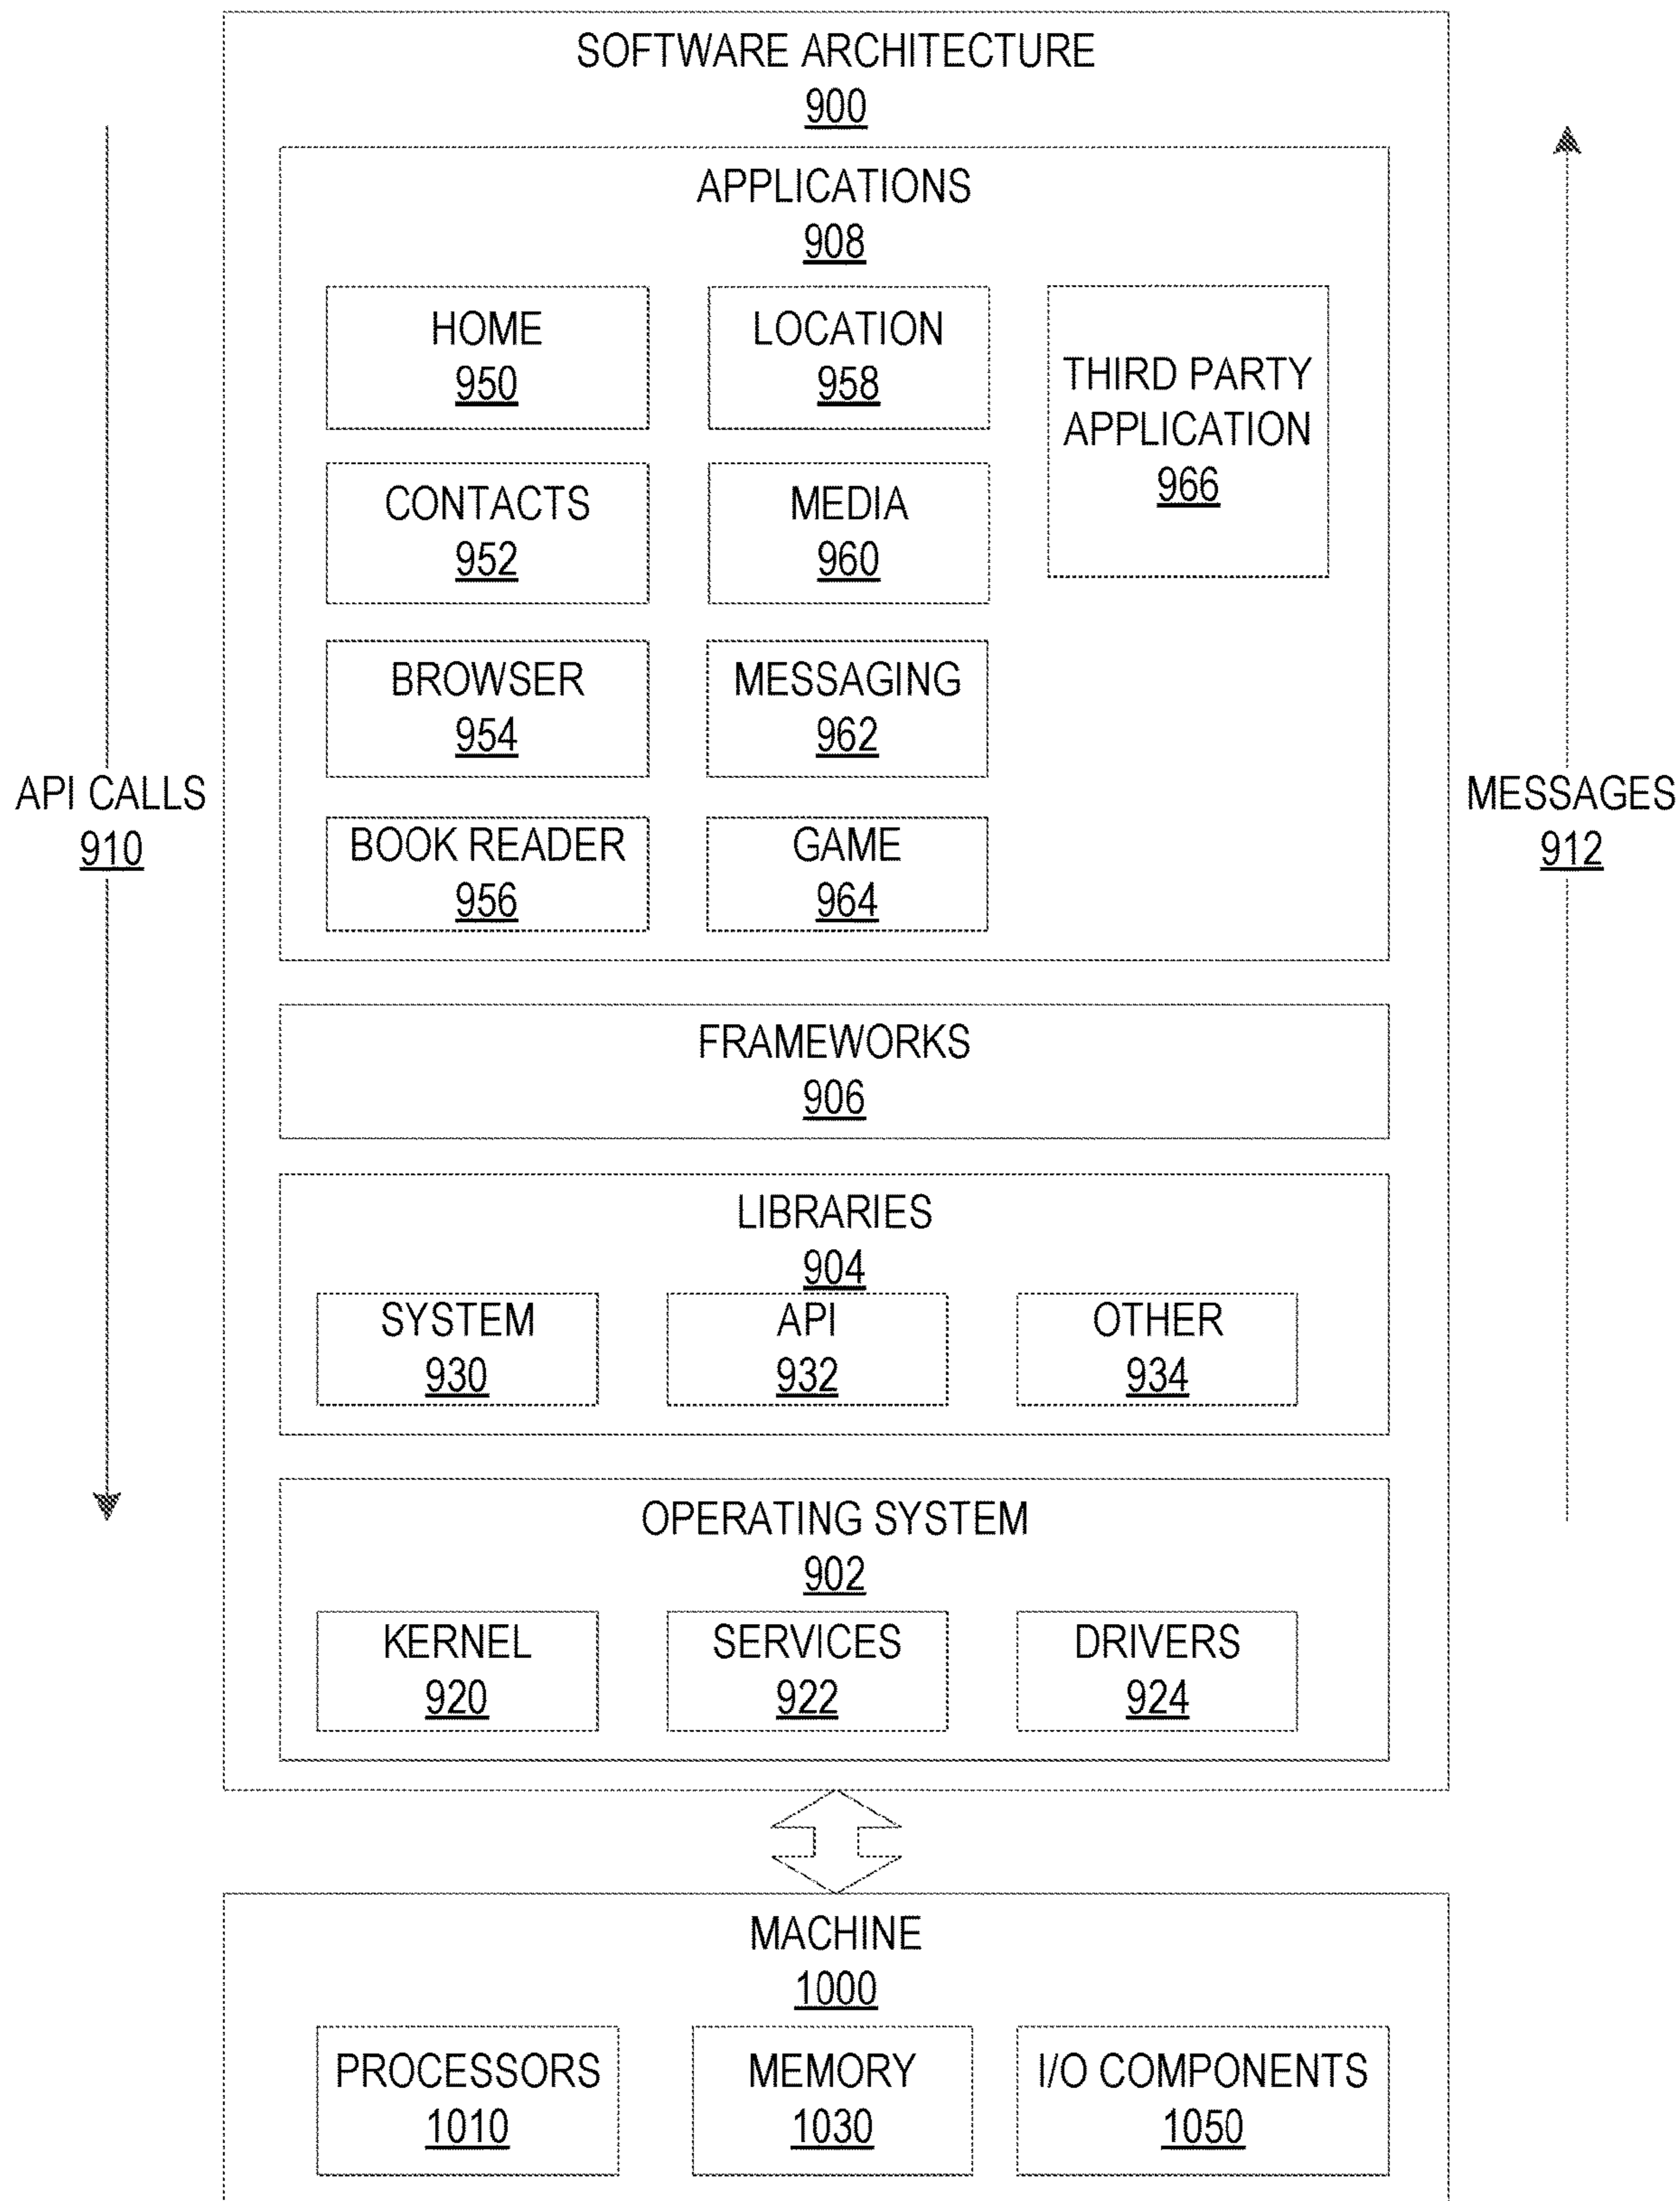 SOFTWARE ARCHITECTURE
900
APPLICATIONS
908
HOME
950
LOCATION
958
THIRD PARTY
APPLICATION
966
CONTACTS
952
MEDIA
960
BROWSER
954
MESSAGING
962
BOOK READER
956
GAME
964
API CALLS
910
MESSAGES
912
FRAMEWORKS
906
LIBRARIES
904
SYSTEM
930
API
932
OTHER
934
OPERATING SYSTEM
902
KERNEL
920
SERVICES
922
DRIVERS
924
MACHINE
1000
PROCESSORS
1010
MEMORY
1030
I/O COMPONENTS
1050